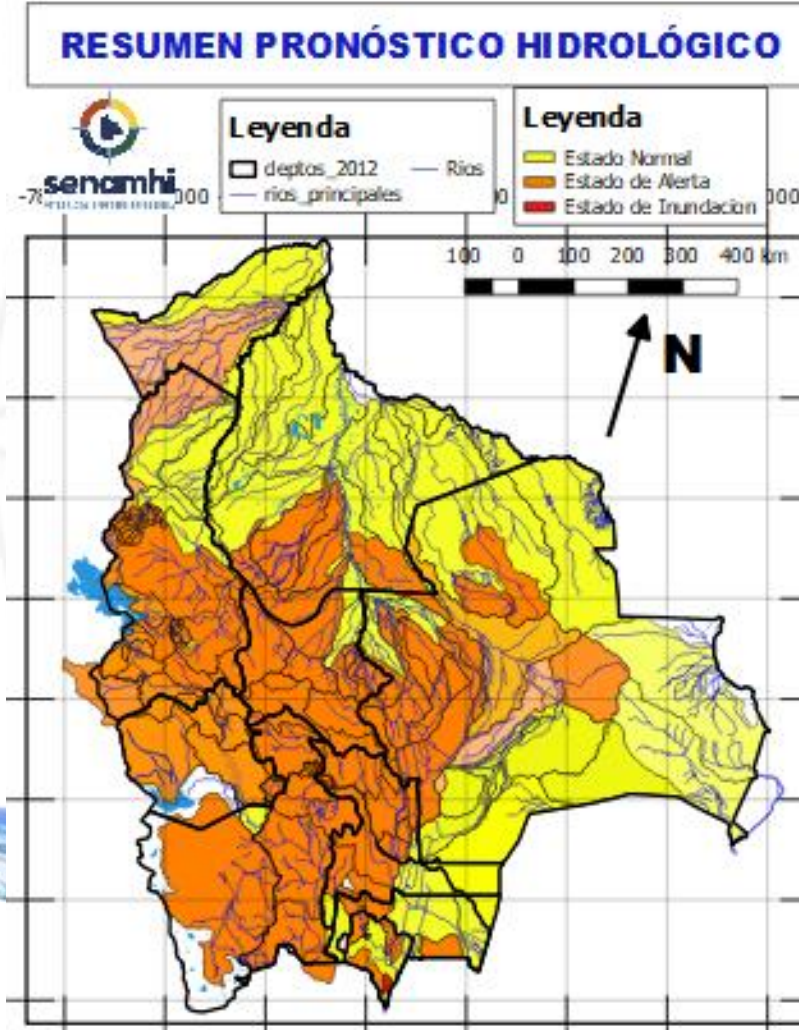 RESUMEN PRONÓSTICO HIDROLÓGICO
senamhi
Leyenda
deptos_2012
Rios
rios_principales
Leyenda
Estado Normal
Estado de Alerta
Estado de Inundacion
100 0 100 200 300 400 km
N